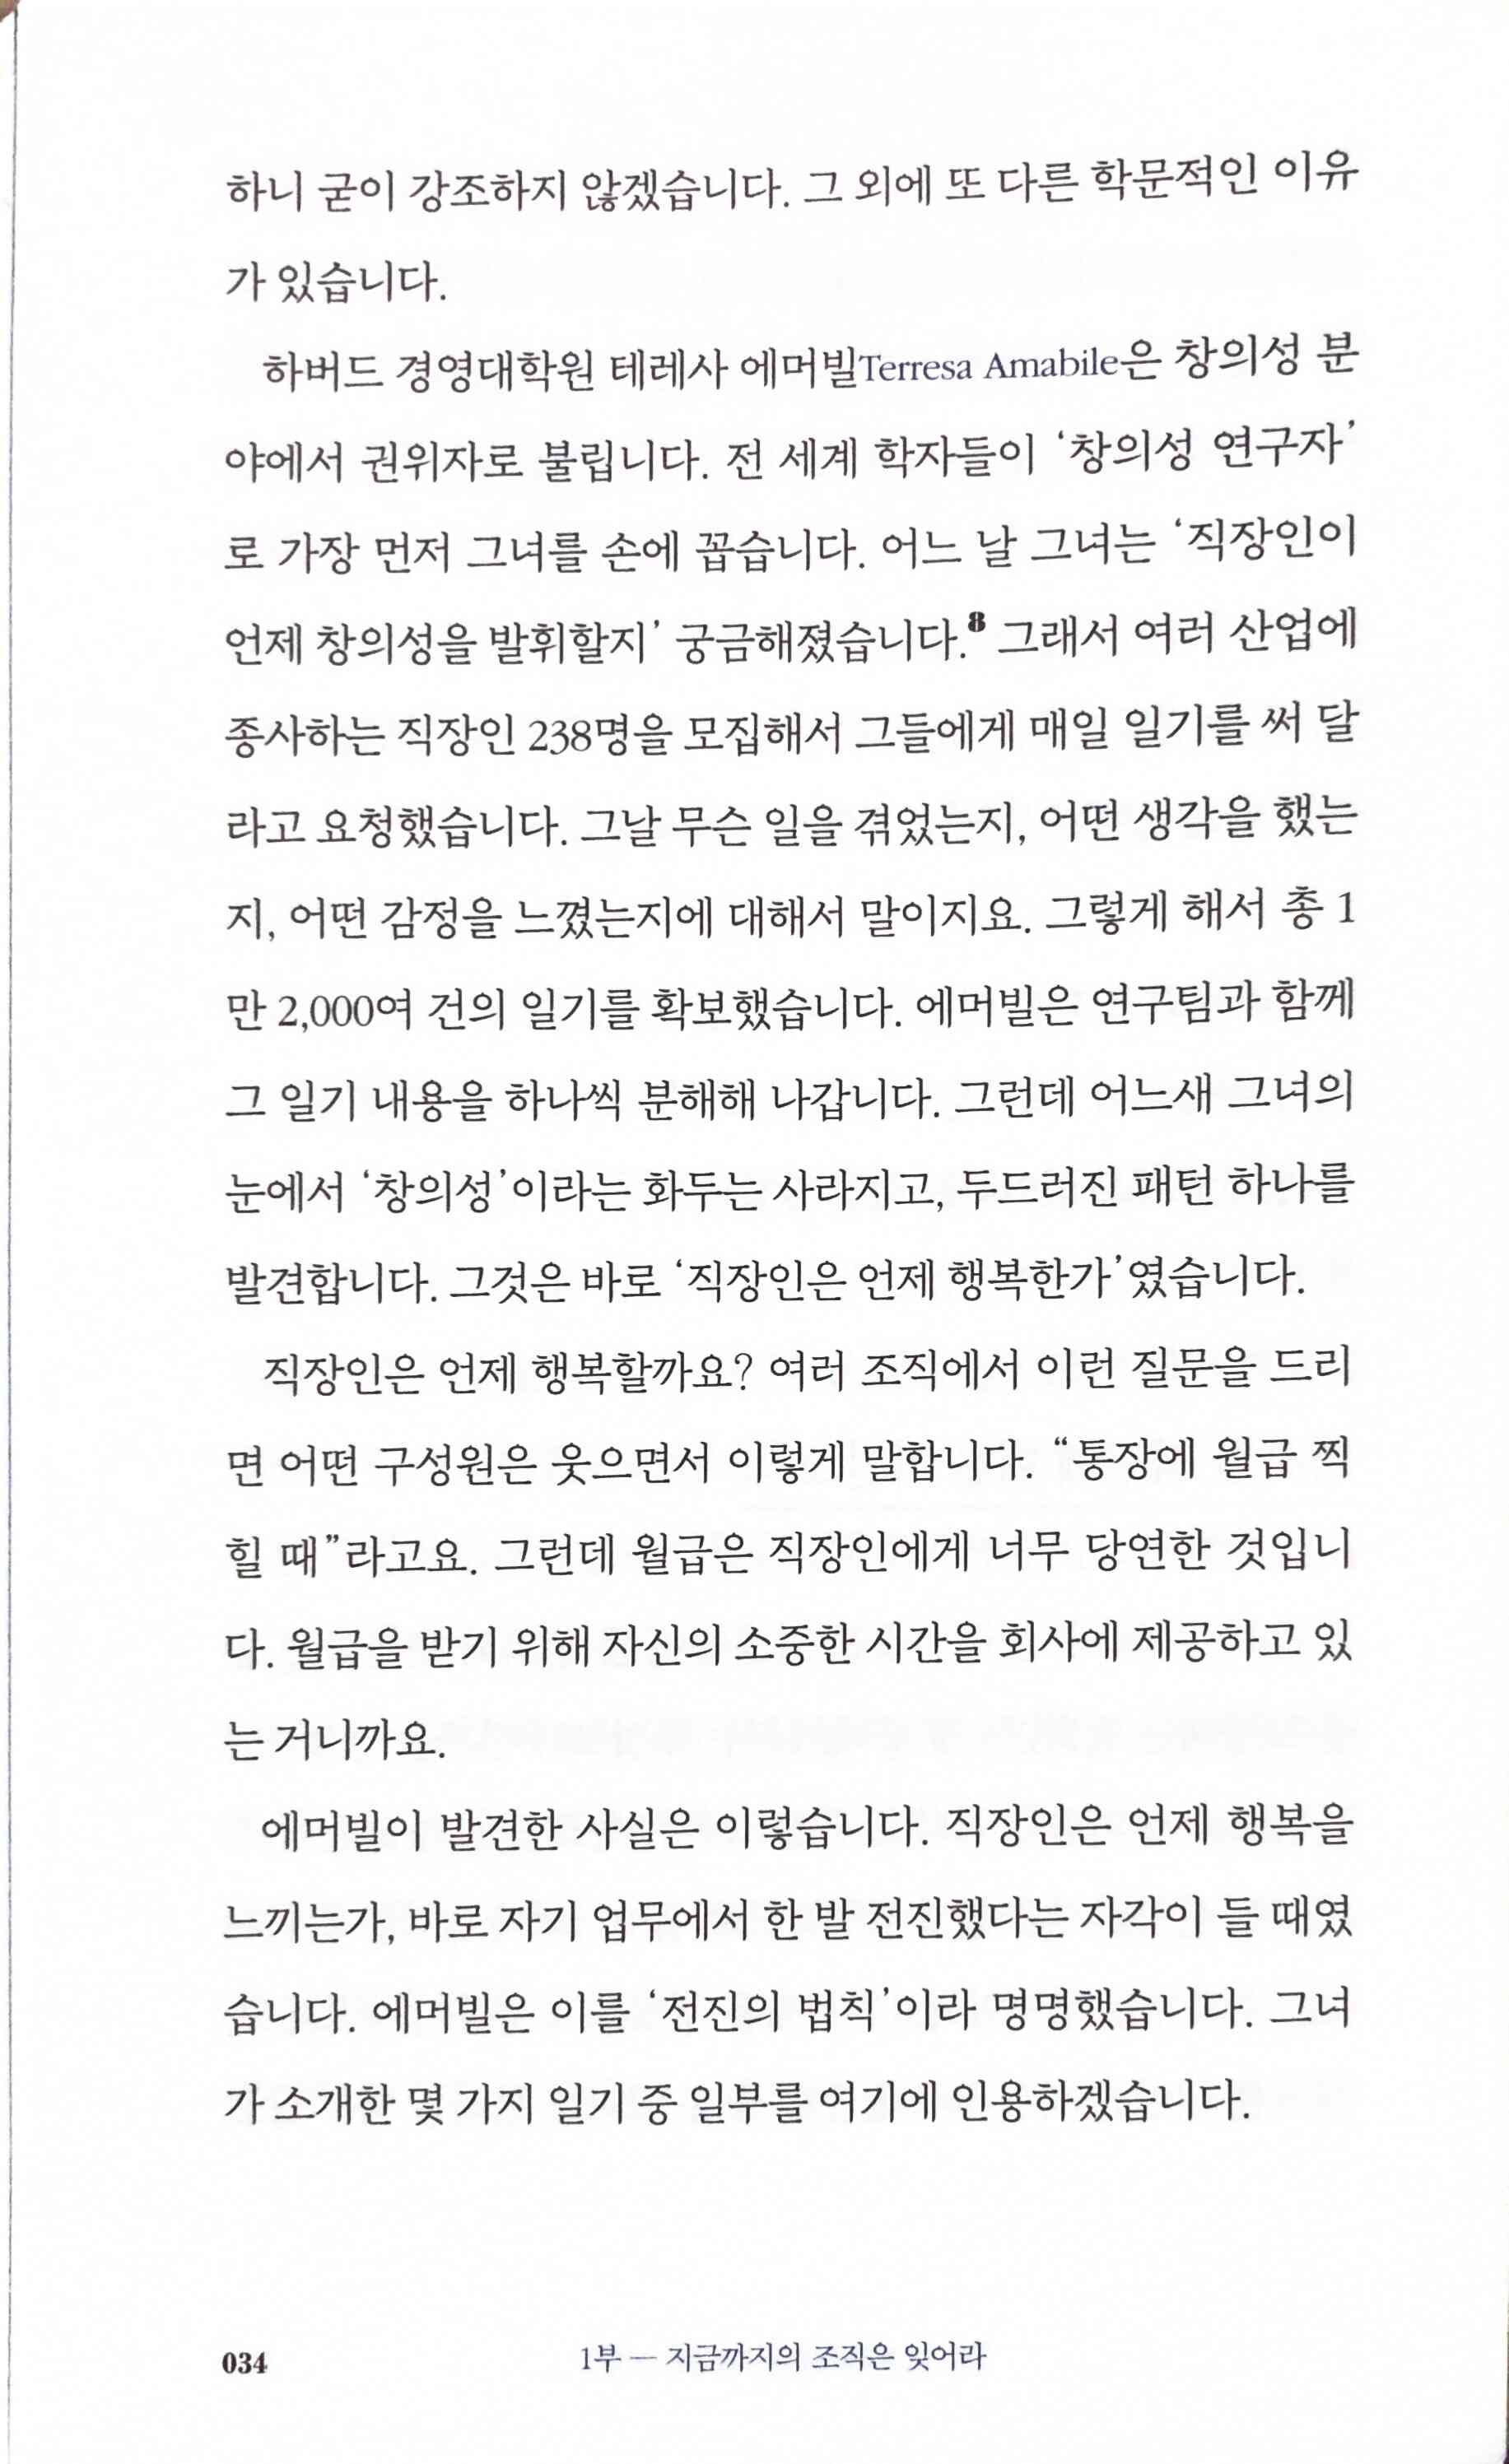 하니 굳이 강조하지 않겠습니다. 그 외에 또 다른 학문적인 이유
가 있습니다.
하버드 경영대학원 테레사 에머빌Terresa Amabile은 창의성 분
야에서 권위자로 불립니다. 전 세계 학자들이 ‘창의성 연구자’
로 가장 먼저 그녀를 손에 꼽습니다. 어느 날 그녀는 ‘직장인이
언제 창의성을 발휘할지’ 궁금해졌습니다.8 그래서 여러 산업에
종사하는 직장인 238명을 모집해서 그들에게 매일 일기를 써 달
라고 요청했습니다. 그날 무슨 일을 겪었는지, 어떤 생각을 했는
지, 어떤 감정을 느꼈는지에 대해서 말이지요. 그렇게 해서 총 1
만 2,000여 건의 일기를 확보했습니다. 에머빌은 연구팀과 함께
그 일기 내용을 하나씩 분해해 나갑니다. 그런데 어느새 그녀의
눈에서 ‘창의성’이라는 화두는 사라지고, 두드러진 패턴 하나를
발견합니다. 그것은 바로 ‘직장인은 언제 행복한가’였습니다.
직장인은 언제 행복할까요? 여러 조직에서 이런 질문을 드리
면 어떤 구성원은 웃으면서 이렇게 말합니다. “통장에 월급 찍
힐 때”라고요. 그런데 월급은 직장인에게 너무 당연한 것입니
다. 월급을 받기 위해 자신의 소중한 시간을 회사에 제공하고 있
는 거니까요.
에머빌이 발견한 사실은 이렇습니다. 직장인은 언제 행복을
느끼는가, 바로 자기 업무에서 한 발 전진했다는 자각이 들 때였
습니다. 에머빌은 이를 ‘전진의 법칙’이라 명명했습니다. 그녀
가 소개한 몇 가지 일기 중 일부를 여기에 인용하겠습니다.
034 1부 — 지금까지의 조직은 잊어라